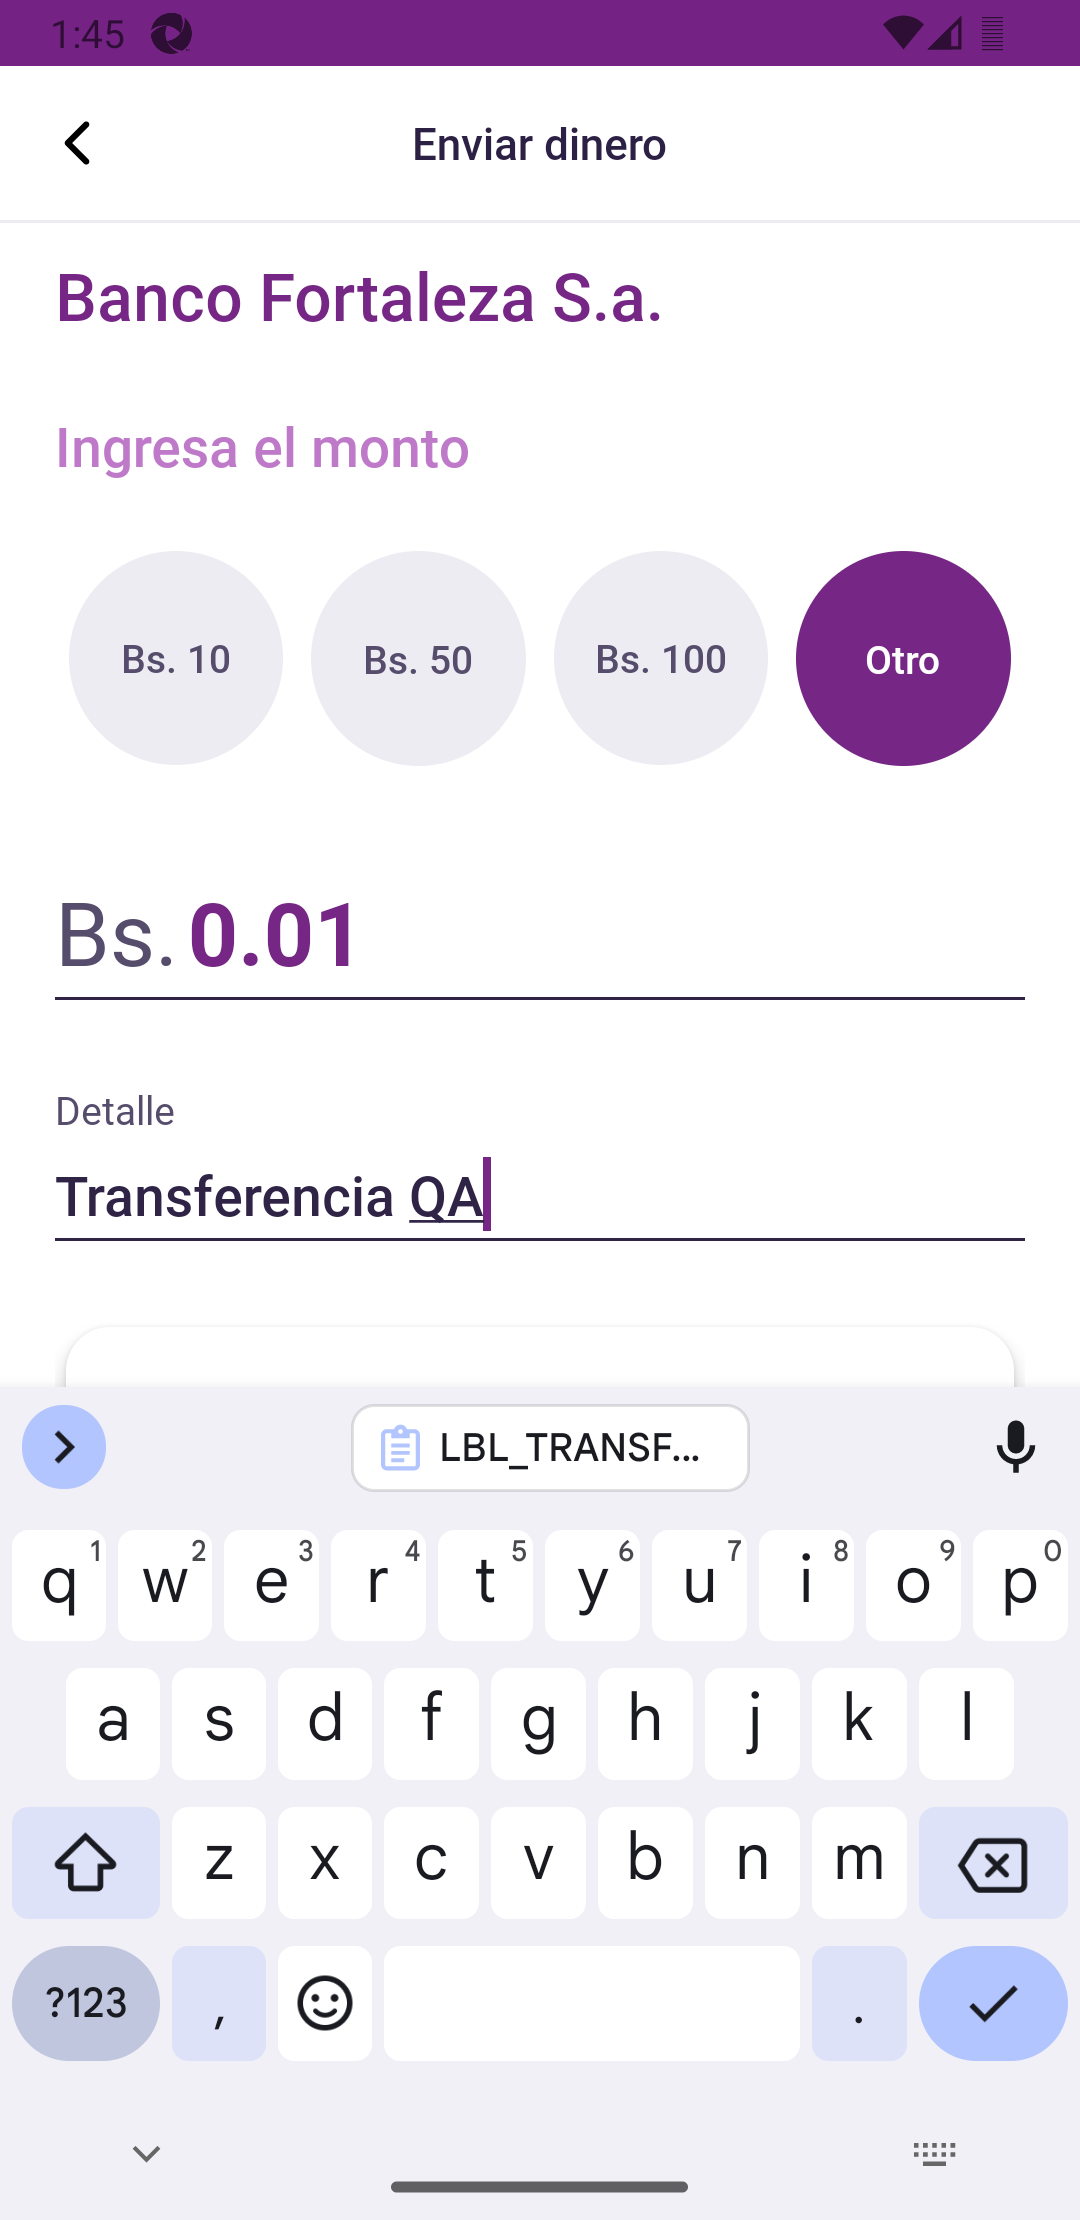 1:45
Enviar dinero
Banco Fortaleza S.a.
Ingresa el monto
Bs. 10 Bs. 50 Bs. 100 Otro
Bs. 0.01
Detalle
Transferencia QA
LBL_TRANSF...
q 1 w 2 e 3 r 4 t 5 y 6 u 7 i 8 o 9 p 0
a s d f g h j k l
z x c v b n m
?123 , .